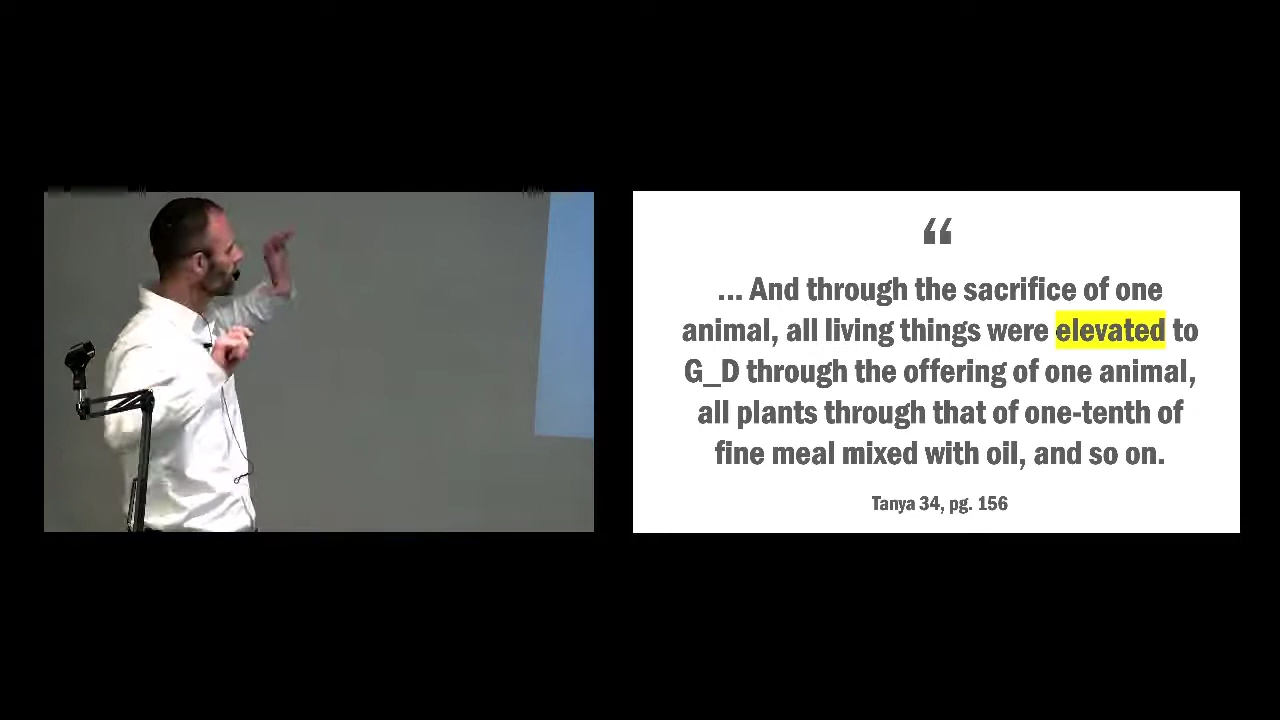 “
... And through the sacrifice of one
animal, all living things were elevated to
G_D through the offering of one animal,
all plants through that of one-tenth of
fine meal mixed with oil, and so on.
Tanya 34, pg. 156